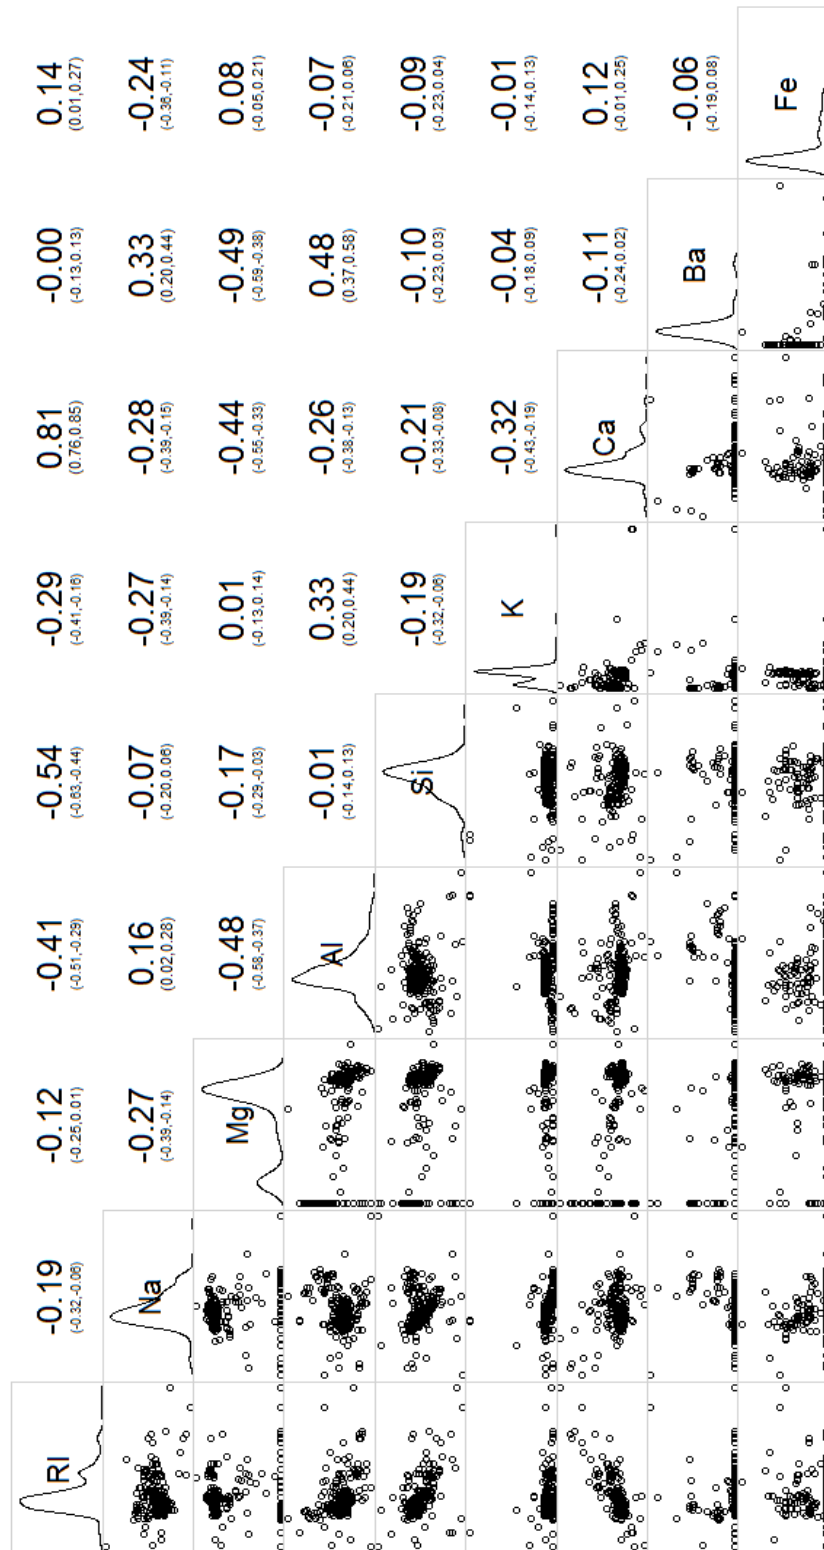 RI -0.19 -0.12 -0.41 -0.54 -0.29 0.81 -0.00 0.14
(-0.32,-0.06) (-0.25,0.01) (-0.51,-0.29) (-0.63,-0.44) (-0.41,-0.16) (0.76,0.85) (-0.13,0.13) (0.01,0.27)
Na -0.27 0.16 -0.07 -0.27 -0.28 0.33 -0.24
(-0.39,-0.14) (0.02,0.28) (-0.20,0.06) (-0.39,-0.14) (-0.39,-0.15) (0.20,0.44) (-0.36,-0.11)
Mg -0.48 -0.17 0.01 -0.44 -0.49 0.08
(-0.58,-0.37) (-0.29,-0.03) (-0.13,0.14) (-0.55,-0.33) (-0.59,-0.38) (-0.05,0.21)
Al -0.01 0.33 -0.26 0.48 -0.07
(-0.14,0.13) (0.20,0.44) (-0.38,-0.13) (0.37,0.58) (-0.21,0.06)
Si -0.19 -0.21 -0.10 -0.09
(-0.32,-0.06) (-0.33,-0.08) (-0.23,0.03) (-0.23,0.04)
K -0.32 -0.04 -0.01
(-0.43,-0.19) (-0.18,0.09) (-0.14,0.13)
Ca -0.11 0.12
(-0.24,0.02) (-0.01,0.25)
Ba -0.06
(-0.19,0.08)
Fe